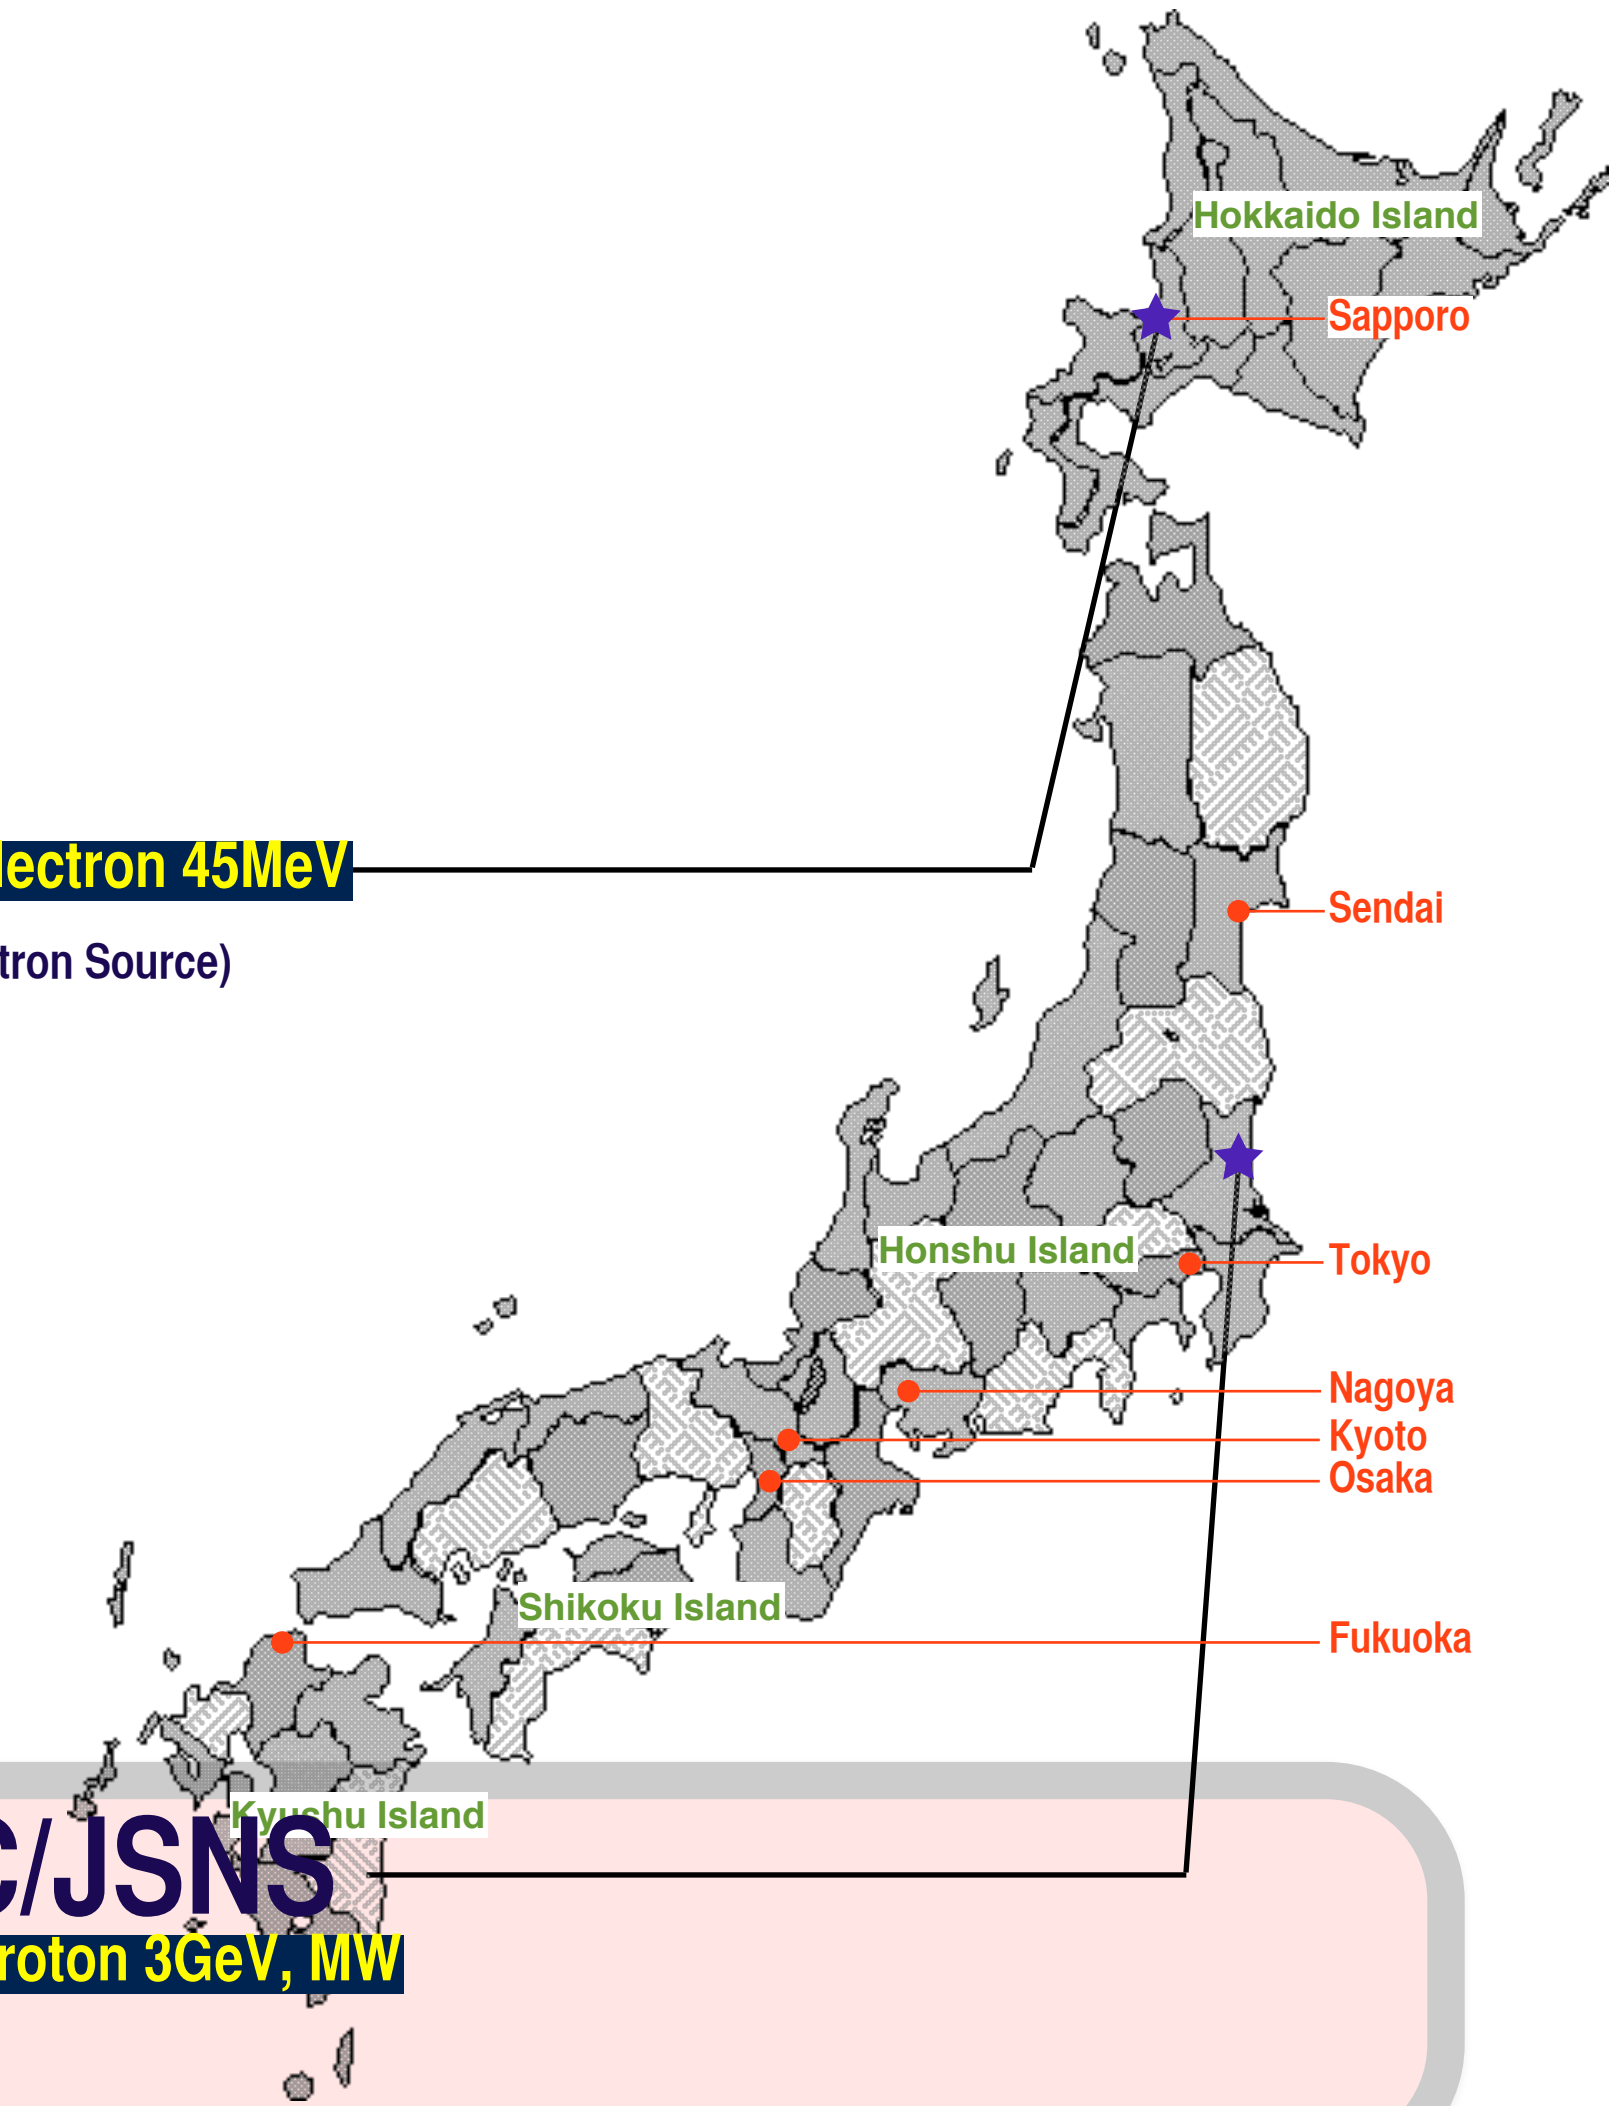 Hokkaido Island
Sapporo
lectron 45MeV
Sendai
tron Source)
Honshu Island
Tokyo
Nagoya
Kyoto
Osaka
Shikoku Island
Fukuoka
Kyushu Island
C/JSNS
roton 3GeV, MW